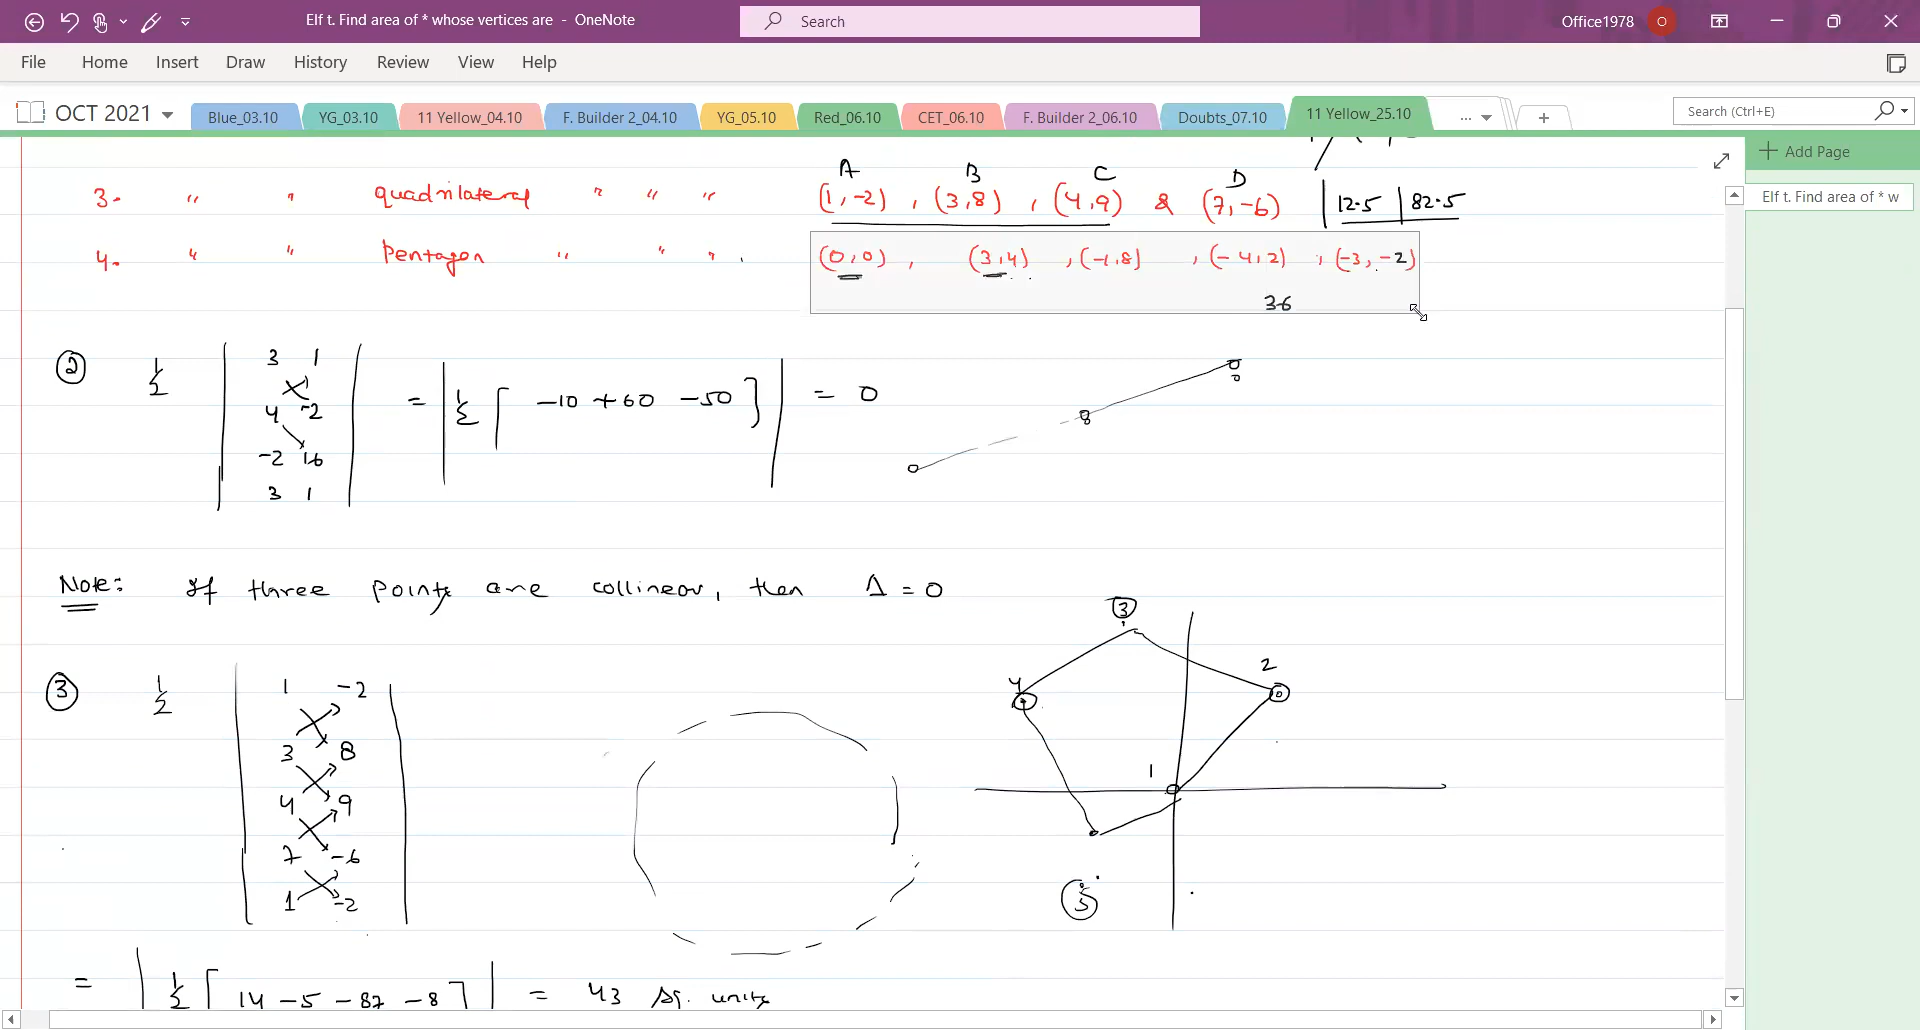 Elf t. Find area of * whose vertices are - OneNote
Search
Office1978
O
File Home Insert Draw History Review View Help
OCT 2021
Blue_03.10 YG_03.10 11 Yellow_04.10 F. Builder 2_04.10 YG_05.10 Red_06.10 CET_06.10 F. Builder 2_06.10 Doubts_07.10 11 Yellow_25.10 ...
Search (Ctrl+E)
Add Page
Elf t. Find area of * w
A B C D
3. " " quadrilateral " " " (1, -2) , (3,8) , (4,9) & (7,-6) | 12.5 | 82.5
4. " " Pentagon " " " (0,0) , (3,4) , (-1,8) , (-4,2) , (-3, -2)
36
② 1/2 | 3 1
4 -2
-2 16
3 1 | = | 1/2 [ -10 +60 -50 ] | = 0
Note: If three points are collinear, then Δ = 0
③ 1/2 | 1 -2
3 8
4 9
7 -6
1 -2 |
③
2
4
1
⑤
= | 1/2 [ 14 -5 -87 -8 ] | = 43 sq. units